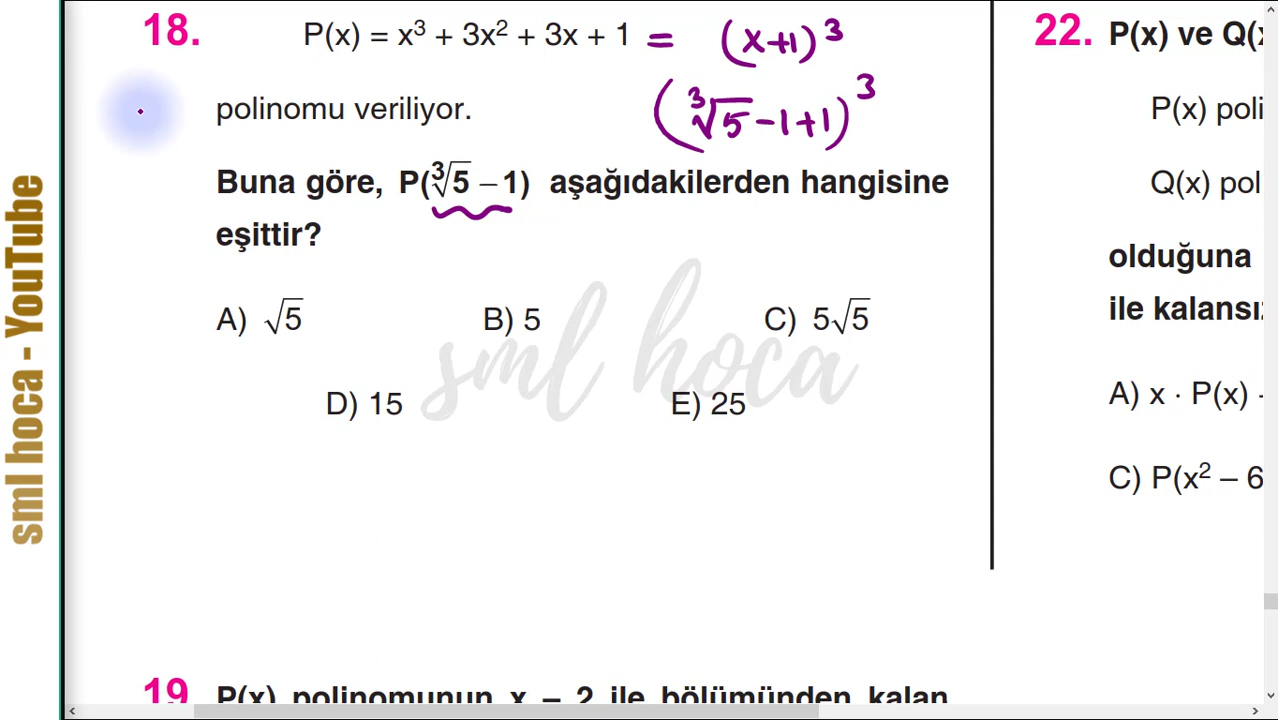 18. P(x) = x³ + 3x² + 3x + 1 = (x+1)³
polinomu veriliyor. (∛5 -1+1)³
Buna göre, P(∛5 – 1) aşağıdakilerden hangisine
eşittir?
A) √5 B) 5 C) 5√5
D) 15 E) 25
19 P(x) polinomunun x – 2 ile bölümünden kalan
22. P(x) ve Q(x
P(x) poli
Q(x) pol
olduğuna
ile kalansı
A) x · P(x) -
C) P(x² – 6
sml hoca - YouTube
sml hoca